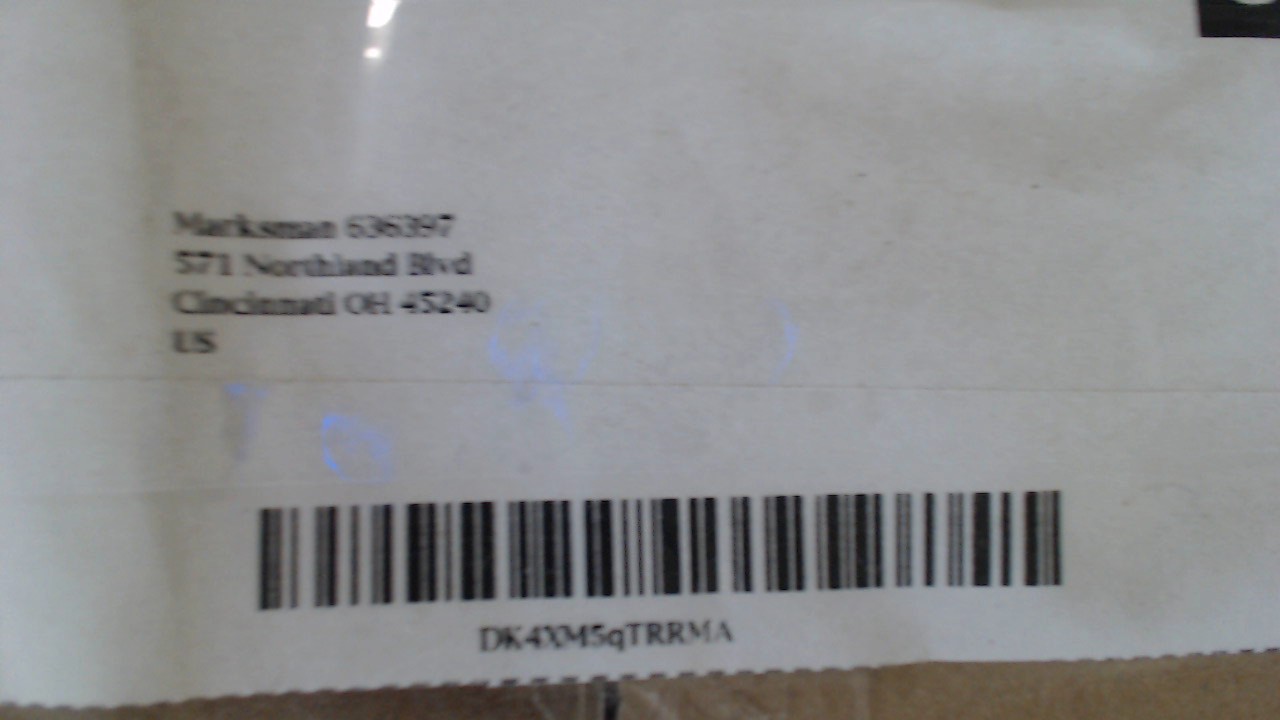 Marksman 636397
571 Northland Blvd
Cincinnati OH 45240
US
DK4XM5qTRRMA